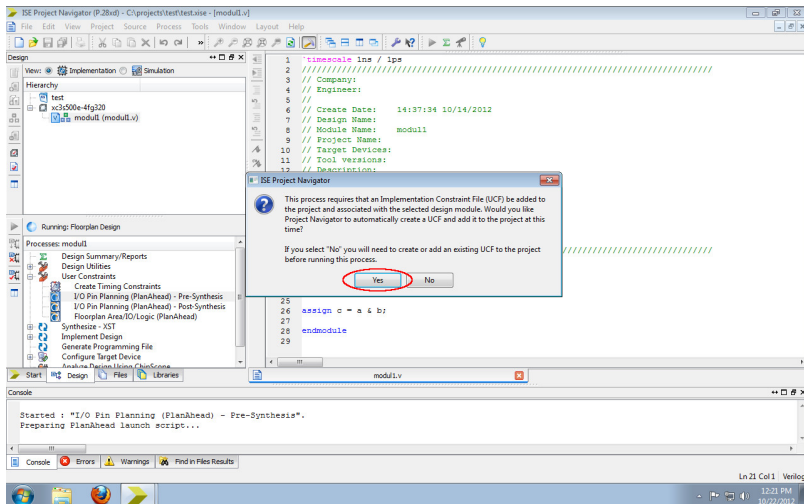 ISE Project Navigator (P.28xd) - C:\projects\test\test.xise - [modul1.v]
File Edit View Project Source Process Tools Window Layout Help
Design
View: Implementation Simulation
Hierarchy
test
xc3s500e-4fg320
modul1 (modul1.v)
Running: Floorplan Design
Processes: modul1
Design Summary/Reports
Design Utilities
User Constraints
Create Timing Constraints
I/O Pin Planning (PlanAhead) - Pre-Synthesis
I/O Pin Planning (PlanAhead) - Post-Synthesis
Floorplan Area/IO/Logic (PlanAhead)
Synthesize - XST
Implement Design
Generate Programming File
Configure Target Device
Analyze Design Using ChipScope
Start Design Files Libraries
1 `timescale 1ns / 1ps
2 //////////////////////////////////////////////////////////////////////////////////
3 // Company:
4 // Engineer:
5 //
6 // Create Date: 14:37:34 10/14/2012
7 // Design Name:
8 // Module Name: modul1
9 // Project Name:
10 // Target Devices:
11 // Tool versions:
12 // Description:
ISE Project Navigator
This process requires that an Implementation Constraint File (UCF) be added to
the project and associated with the selected design module. Would you like
Project Navigator to automatically create a UCF and add it to the project at this
time?
If you select "No" you will need to create or add an existing UCF to the project
before running this process.
Yes No
25
26 assign c = a & b;
27
28 endmodule
29
modul1.v
Console
Started : "I/O Pin Planning (PlanAhead) - Pre-Synthesis".
Preparing PlanAhead launch script...
Console Errors Warnings Find in Files Results
Ln 21 Col 1 Verilog
12:21 PM
10/22/2012